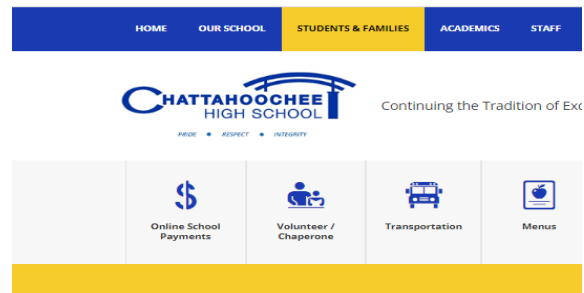 HOME OUR SCHOOL STUDENTS & FAMILIES ACADEMICS STAFF
CHATTAHOOCHEE
HIGH SCHOOL
PRIDE • RESPECT • INTEGRITY
Continuing the Tradition of Exc
Online School
Payments
Volunteer /
Chaperone
Transportation
Menus